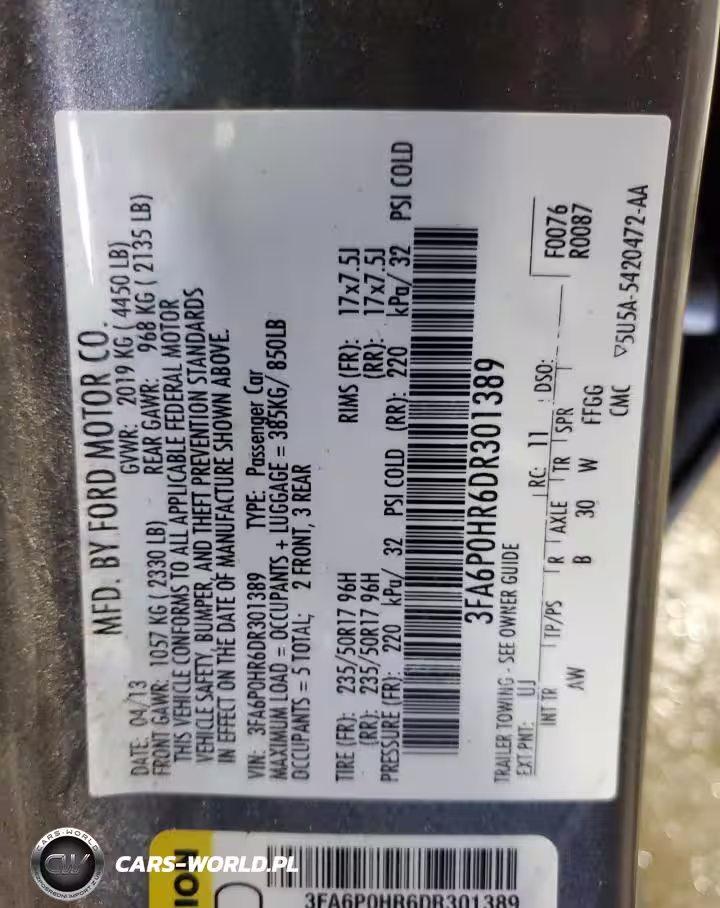 MFD. BY FORD MOTOR CO.
DATE: 04/13 GVWR: 2019 KG ( 4450 LB)
FRONT GAWR: 1057 KG ( 2330 LB) REAR GAWR: 968 KG ( 2135 LB)
THIS VEHICLE CONFORMS TO ALL APPLICABLE FEDERAL MOTOR
VEHICLE SAFETY, BUMPER, AND THEFT PREVENTION STANDARDS
IN EFFECT ON THE DATE OF MANUFACTURE SHOWN ABOVE.
VIN: 3FA6P0HR6DR301389 TYPE: Passenger Car
MAXIMUM LOAD = OCCUPANTS + LUGGAGE = 385KG/ 850LB
OCCUPANTS = 5 TOTAL; 2 FRONT, 3 REAR
TIRE (FR): 235/50R17 96H RIMS (FR): 17x7.5J
(RR): 235/50R17 96H (RR): 17x7.5J
PRESSURE (FR): 220 kPa/ 32 PSI COLD (RR): 220 kPa/ 32 PSI COLD
3FA6P0HR6DR301389
TRAILER TOWING - SEE OWNER GUIDE
F0076
EXT PNT: UJ RC: 11 DSO: R0087
INT TR TP/PS R AXLE TR SPR
AW B 30 W FFGG
CMC ▽5U5A-5420472-AA
3FA6P0HR6DR301389
CARS-WORLD
CW
CARS-WORLD.PL